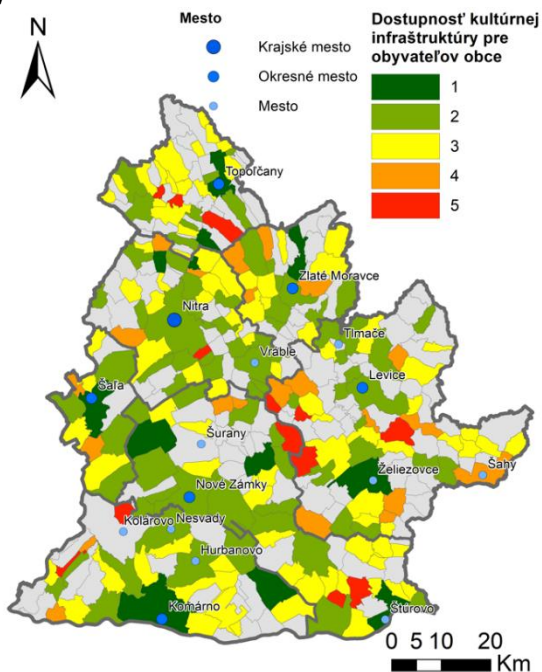 N
Mesto
Krajské mesto
Okresné mesto
Mesto
Dostupnosť kultúrnej
infraštruktúry pre
obyvateľov obce
1
2
3
4
5
Topoľčany
Zlaté Moravce
Nitra
Tlmače
Vráble
Levice
Šaľa
Šurany
Šahy
Želiezovce
Nové Zámky
Kolárovo
Nesvady
Hurbanovo
Komárno
Štúrovo
0 5 10 20
Km